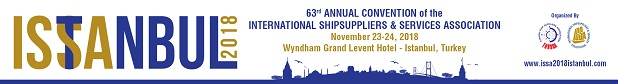 ISTANBUL
2018
63rd ANNUAL CONVENTION of the
INTERNATIONAL SHIPSUPPLIERS & SERVICES ASSOCIATION
November 23-24, 2018
Wyndham Grand Levent Hotel - Istanbul, Turkey
Organized By
www.issa2018istanbul.com